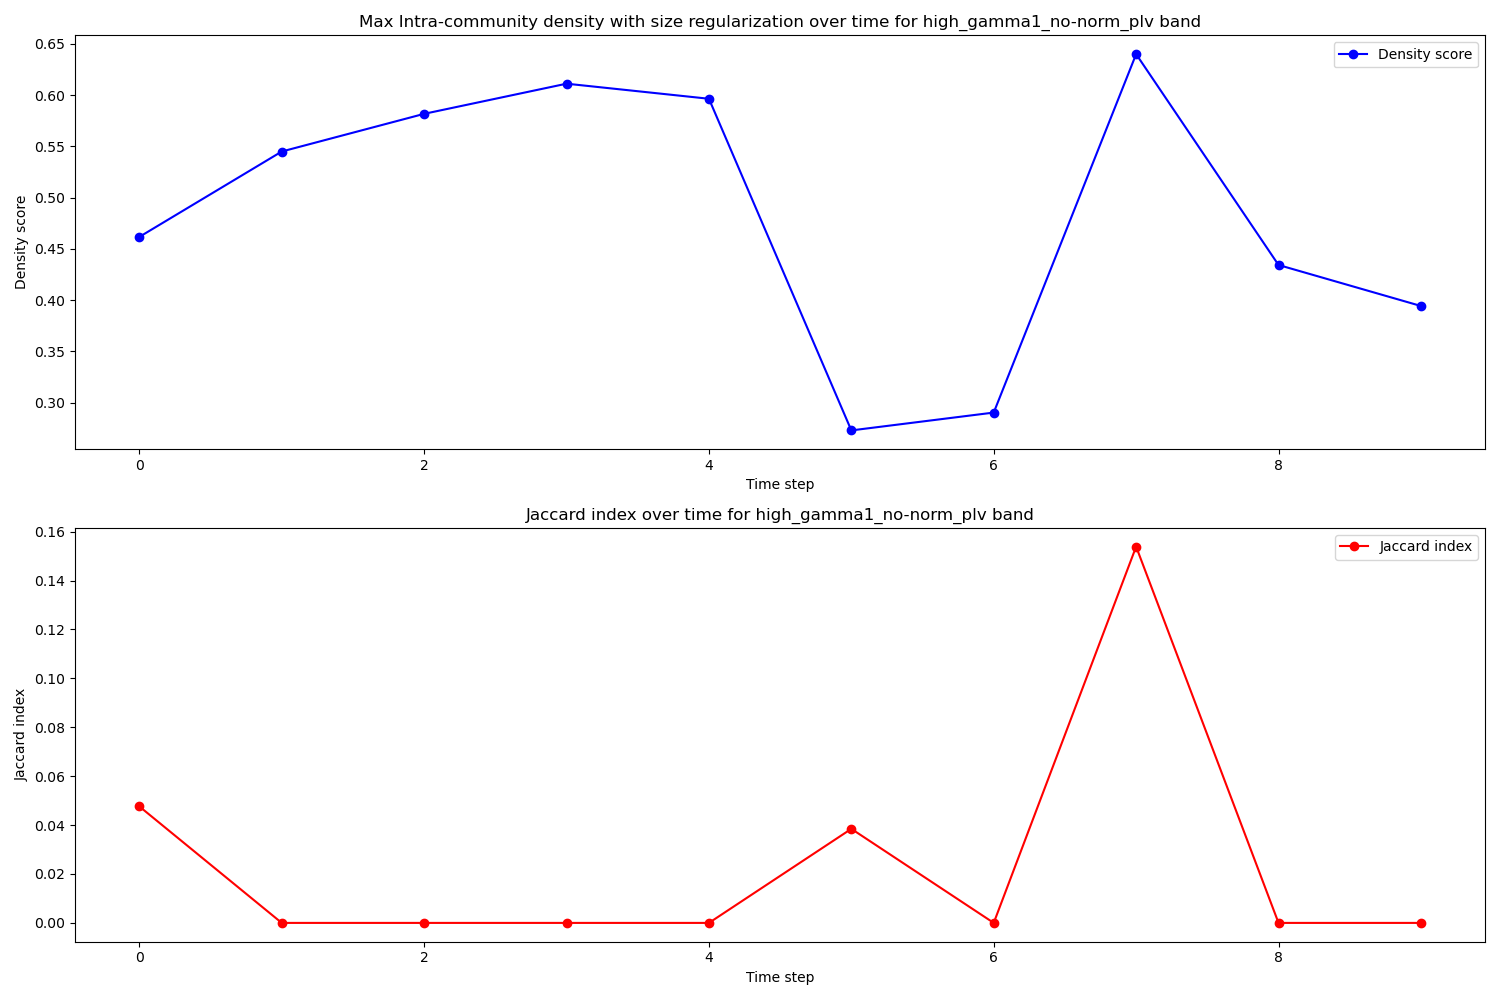 Max Intra-community density with size regularization over time for high_gamma1_no-norm_plv band
Density score
0.65
0.60
0.55
0.50
0.45
0.40
0.35
0.30
Density score
0 2 4 6 8
Time step
Jaccard index over time for high_gamma1_no-norm_plv band
Jaccard index
0.16
0.14
0.12
0.10
0.08
0.06
0.04
0.02
0.00
Jaccard index
0 2 4 6 8
Time step